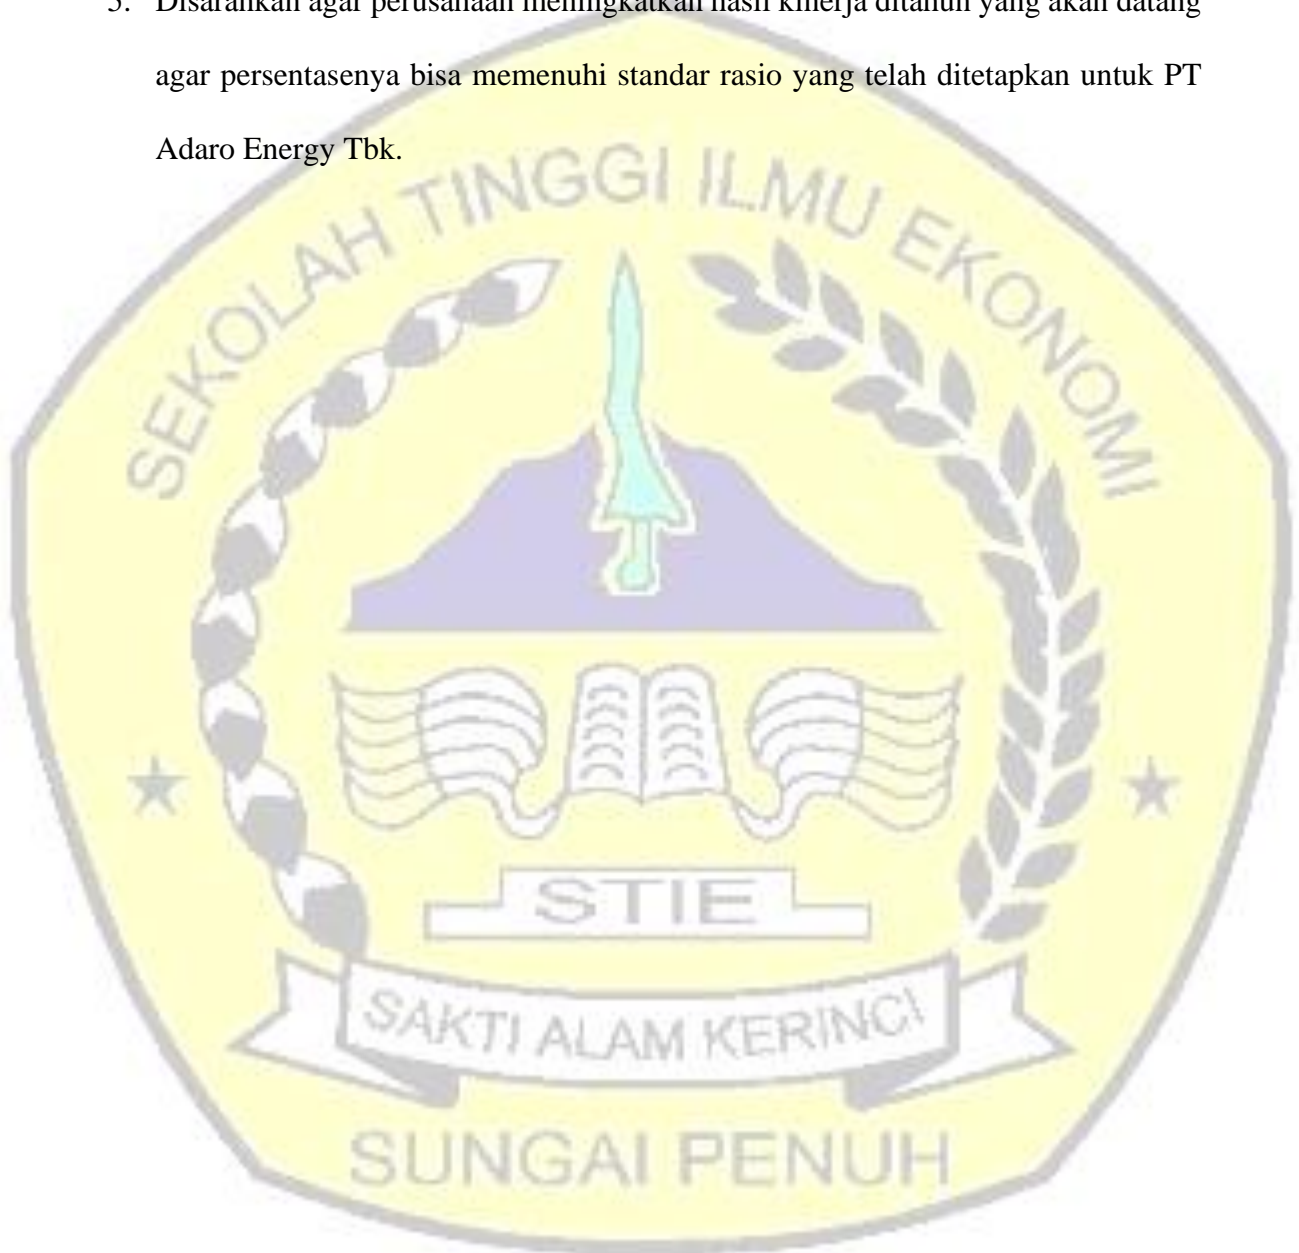 Disarankan agar perusahaan meningkatkan hasil kinerja ditahun yang akan datang
agar persentasenya bisa memenuhi standar rasio yang telah ditetapkan untuk PT
Adaro Energy Tbk.
SEKOLAH TINGGI ILMU EKONOMI
STIE
SAKTI ALAM KERINCI
SUNGAI PENUH